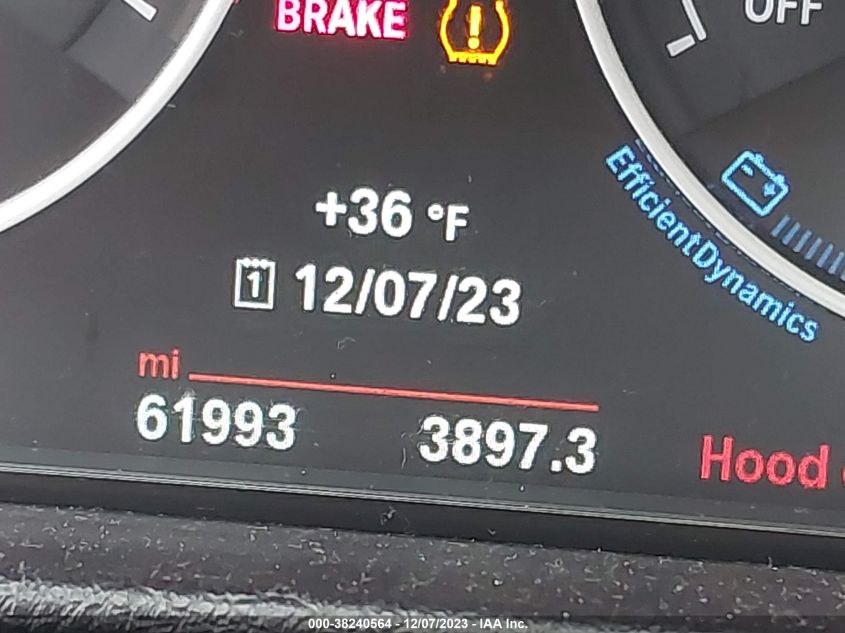 BRAKE
OFF
+36 °F
EfficientDynamics
1 12/07/23
mi
61993 3897.3
Hood
000-38240564 - 12/07/2023 - IAA Inc.